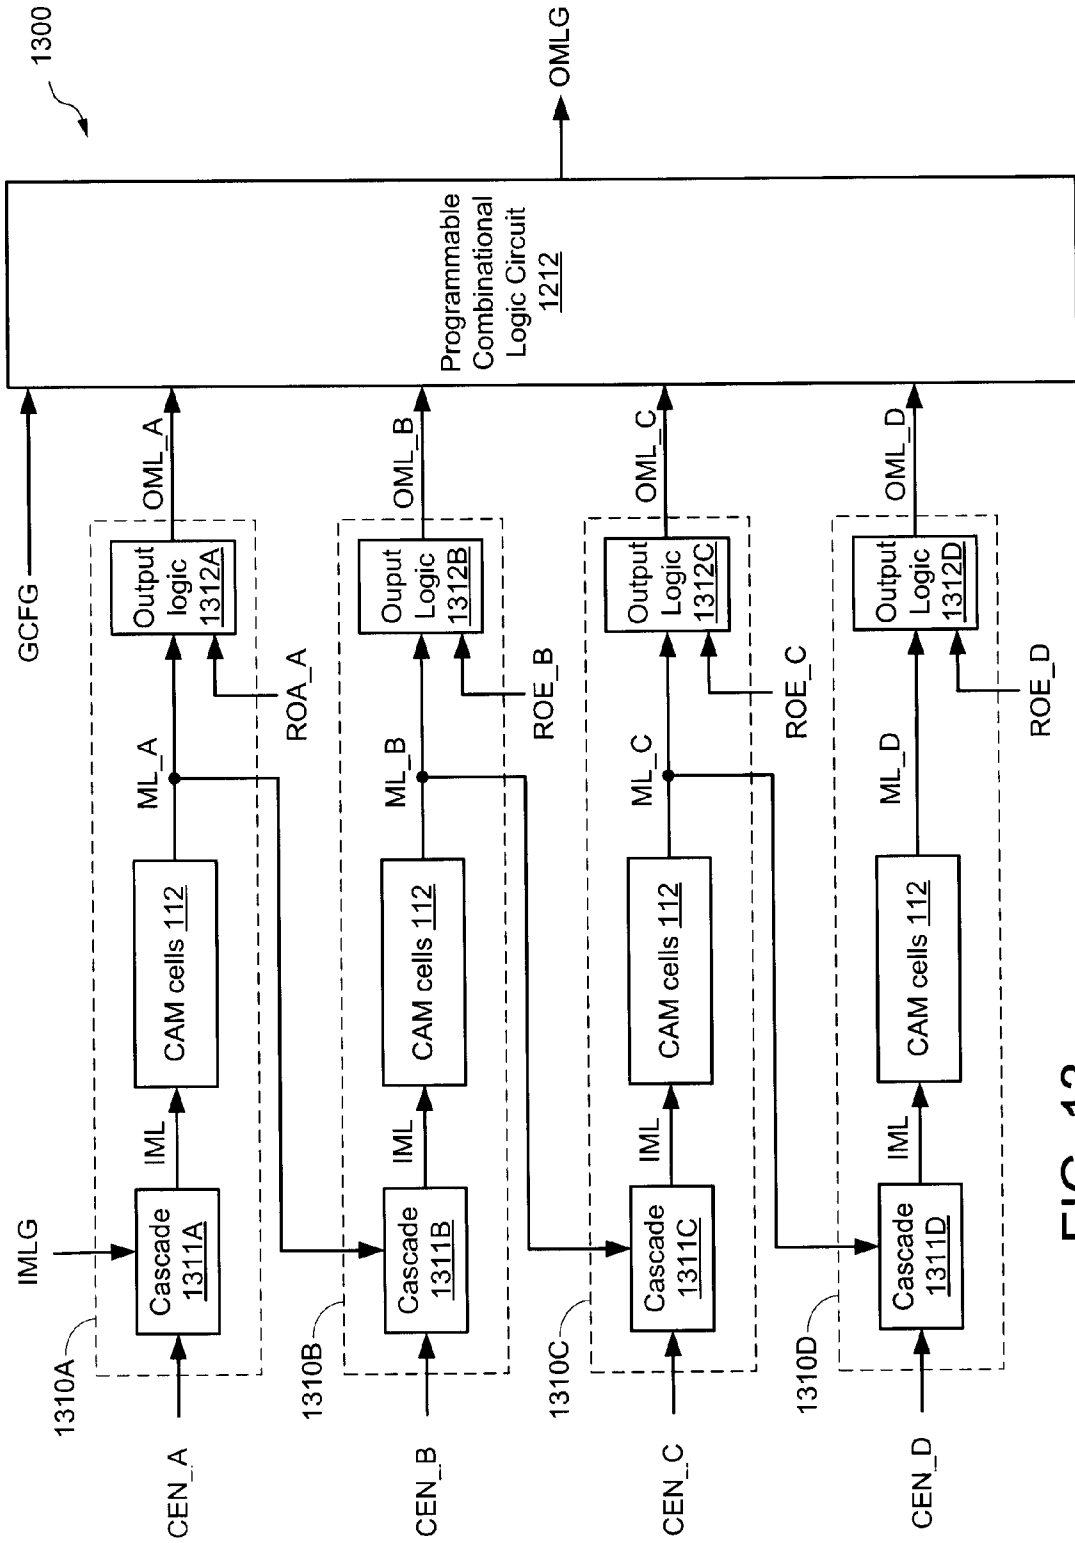 1300
IMLG
GCFG
1310A
CEN_A
Cascade
1311A
IML
CAM cells 112
ML_A
ROA_A
Output
logic
1312A
OML_A
1310B
CEN_B
Cascade
1311B
IML
CAM cells 112
ML_B
ROE_B
Ouput
Logic
1312B
OML_B
1310C
CEN_C
Cascade
1311C
IML
CAM cells 112
ML_C
ROE_C
Output
Logic
1312C
OML_C
1310D
CEN_D
Cascade
1311D
IML
CAM cells 112
ML_D
ROE_D
Output
Logic
1312D
OML_D
Programmable
Combinational
Logic Circuit
1212
OMLG